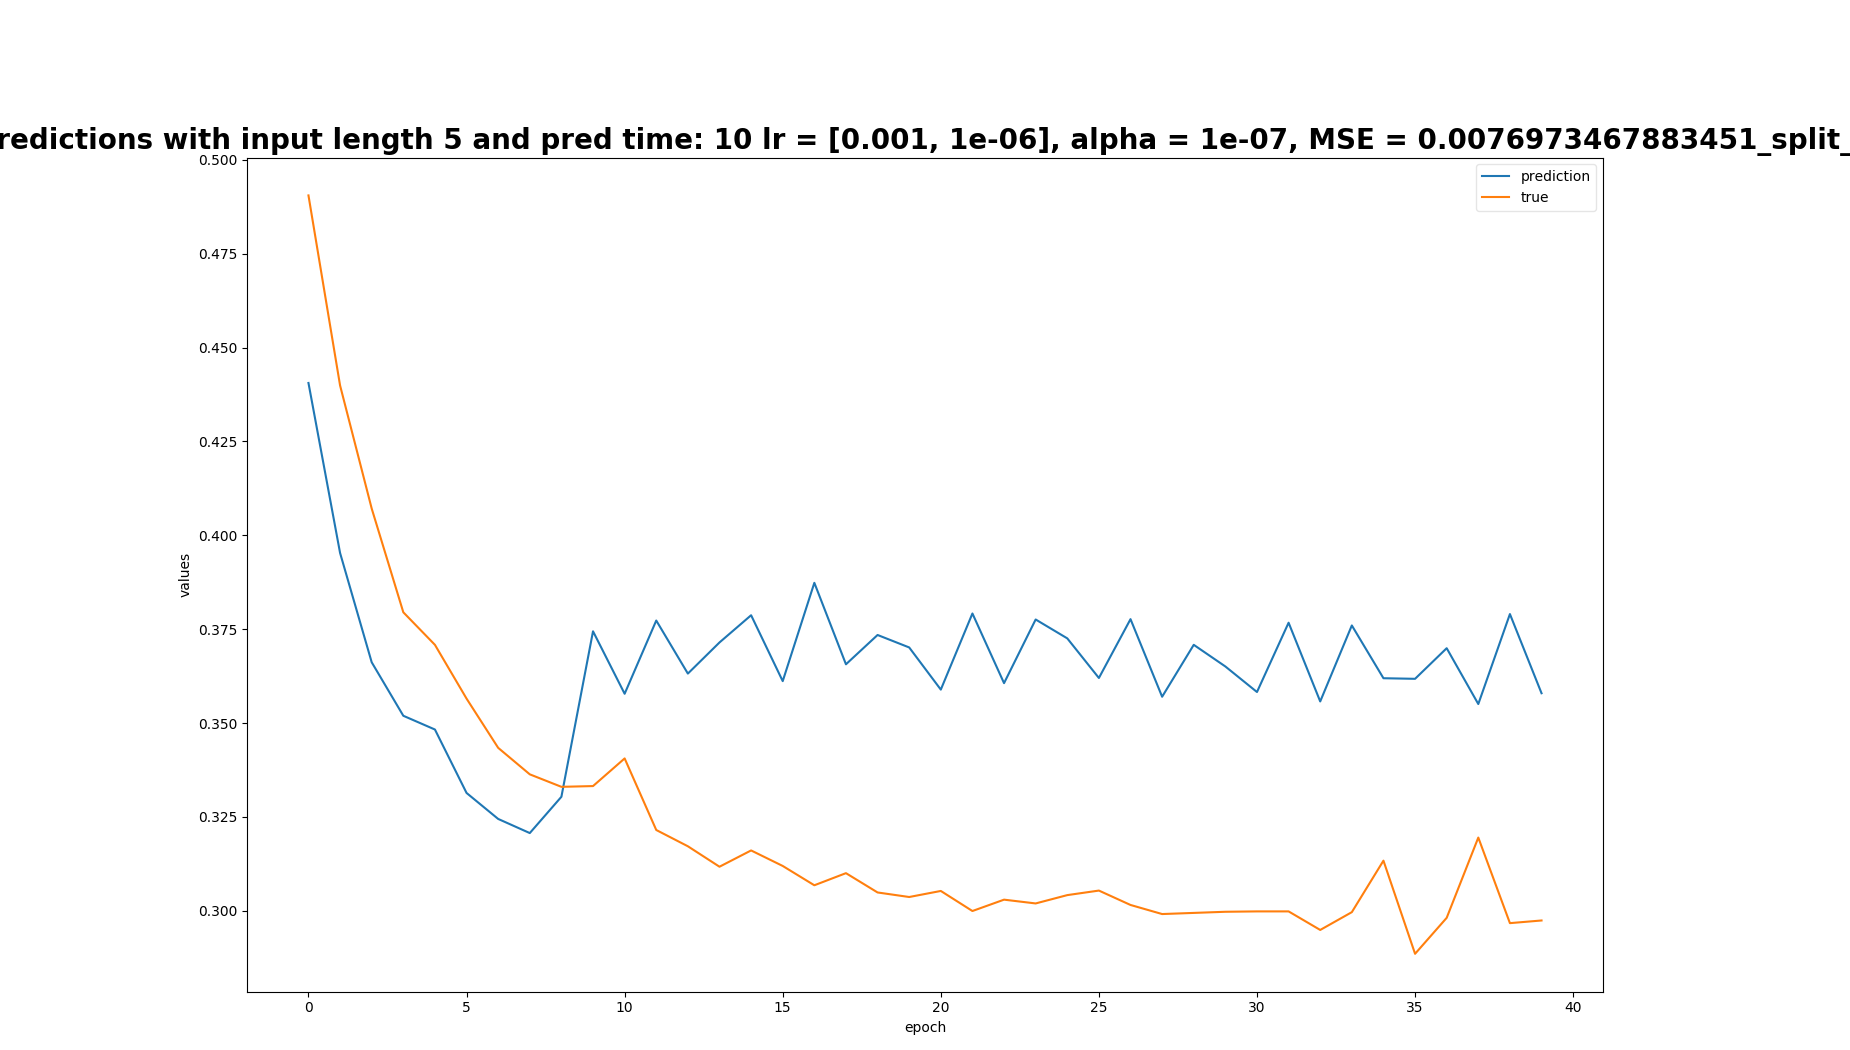 redictions with input length 5 and pred time: 10 lr = [0.001, 1e-06], alpha = 1e-07, MSE = 0.0076973467883451_split_
prediction
true
0.500
0.475
0.450
0.425
0.400
0.375
0.350
0.325
0.300
values
0 5 10 15 20 25 30 35 40
epoch